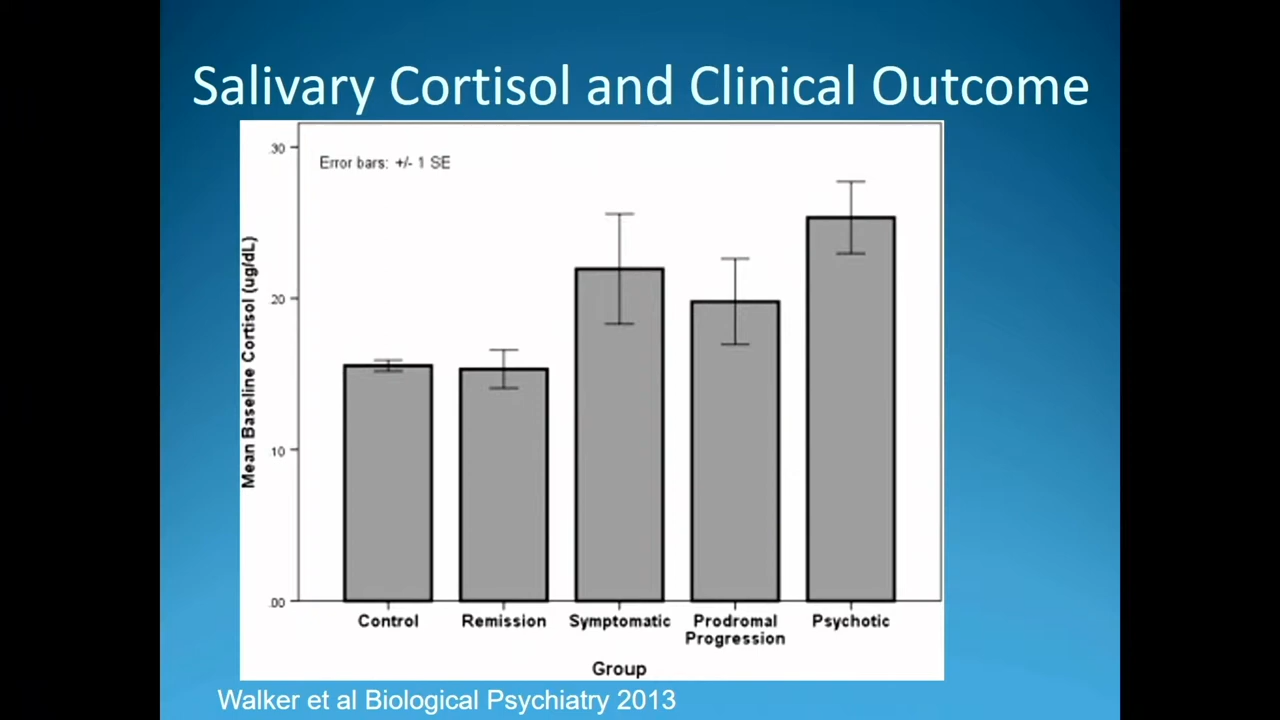 Salivary Cortisol and Clinical Outcome
.30
Error bars: +/- 1 SE
Mean Baseline Cortisol (ug/dL)
.20
.10
.00
Control
Remission
Symptomatic
Prodromal
Progression
Psychotic
Group
Walker et al Biological Psychiatry 2013